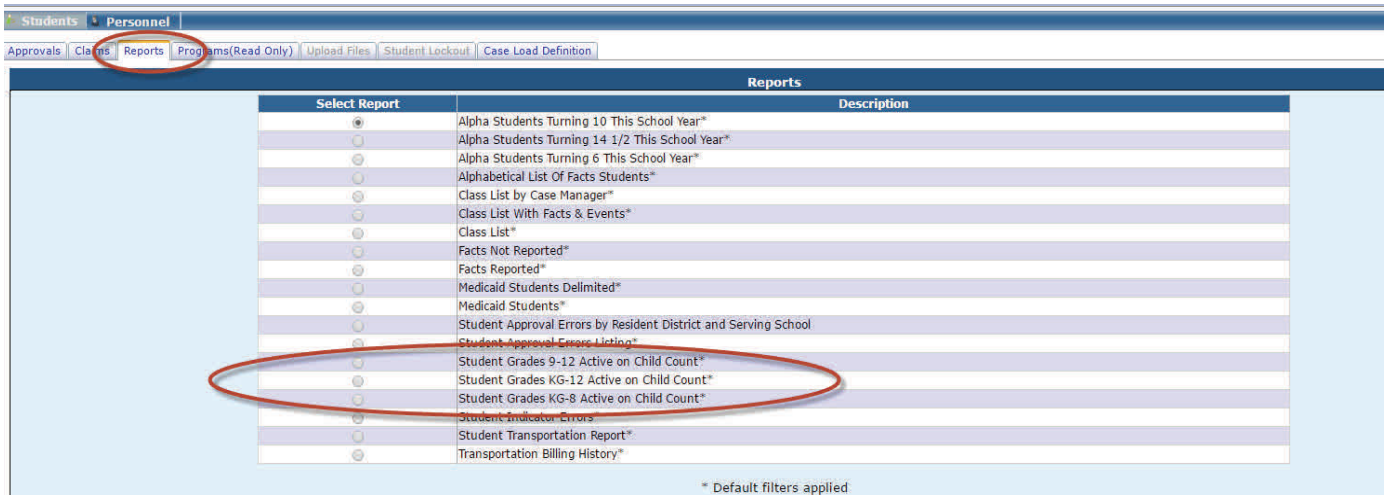 Students Personnel
Approvals Claims Reports Programs(Read Only) Upload Files Student Lockout Case Load Definition
Reports
Select Report Description
Alpha Students Turning 10 This School Year*
Alpha Students Turning 14 1/2 This School Year*
Alpha Students Turning 6 This School Year*
Alphabetical List Of Facts Students*
Class List by Case Manager*
Class List With Facts & Events*
Class List*
Facts Not Reported*
Facts Reported*
Medicaid Students Delimited*
Medicaid Students*
Student Approval Errors by Resident District and Serving School
Student Approval Errors Listing*
Student Grades 9-12 Active on Child Count*
Student Grades KG-12 Active on Child Count*
Student Grades KG-8 Active on Child Count*
Student Indicator Errors*
Student Transportation Report*
Transportation Billing History*
* Default filters applied